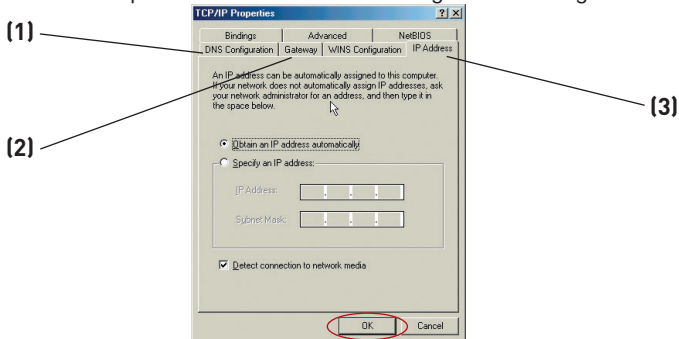 TCP/IP Properties
? X
Bindings Advanced NetBIOS
DNS Configuration Gateway WINS Configuration IP Address
(1)
(2)
(3)
An IP address can be automatically assigned to this computer.
If your network does not automatically assign IP addresses, ask
your network administrator for an address, and then type it in
the space below.
Obtain an IP address automatically
Specify an IP address:
IP Address:
. . .
Subnet Mask:
. . .
Detect connection to network media
OK Cancel